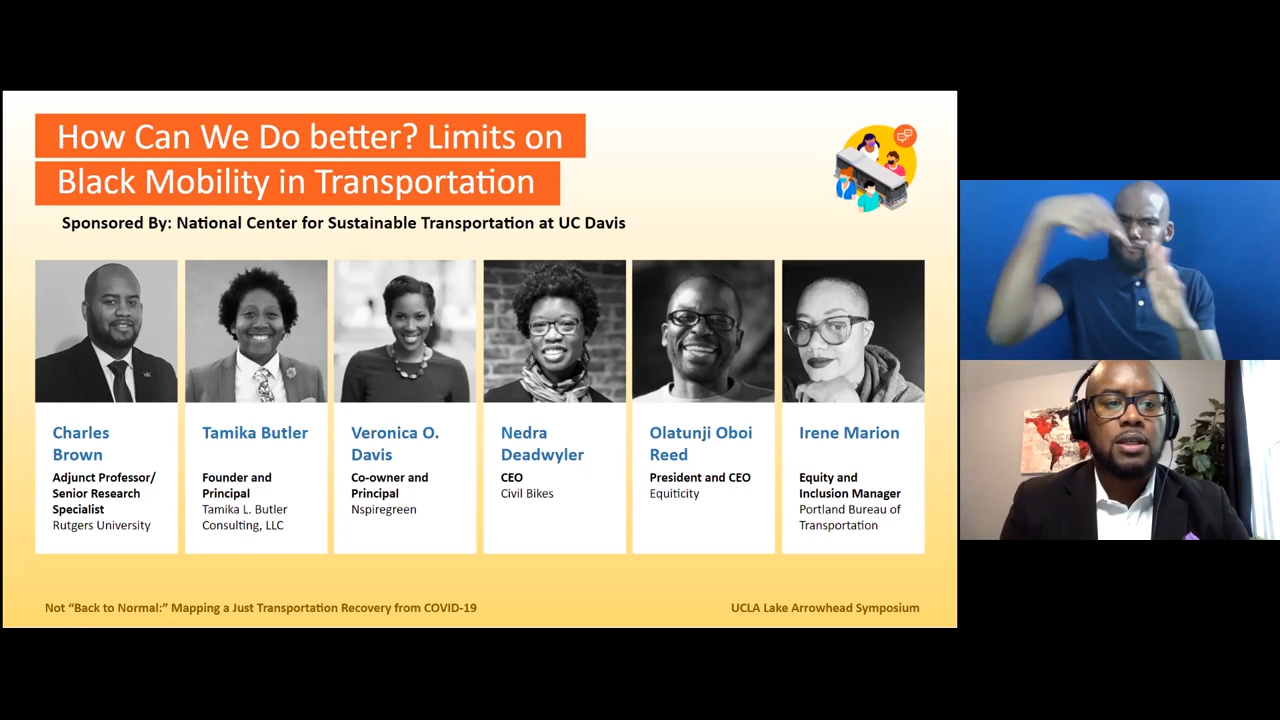 How Can We Do better? Limits on
Black Mobility in Transportation
Sponsored By: National Center for Sustainable Transportation at UC Davis
Charles
Brown
Adjunct Professor/
Senior Research
Specialist
Rutgers University
Tamika Butler
Founder and
Principal
Tamika L. Butler
Consulting, LLC
Veronica O.
Davis
Co-owner and
Principal
Nspiregreen
Nedra
Deadwyler
CEO
Civil Bikes
Olatunji Oboi
Reed
President and CEO
Equiticity
Irene Marion
Equity and
Inclusion Manager
Portland Bureau of
Transportation
Not “Back to Normal:” Mapping a Just Transportation Recovery from COVID-19
UCLA Lake Arrowhead Symposium